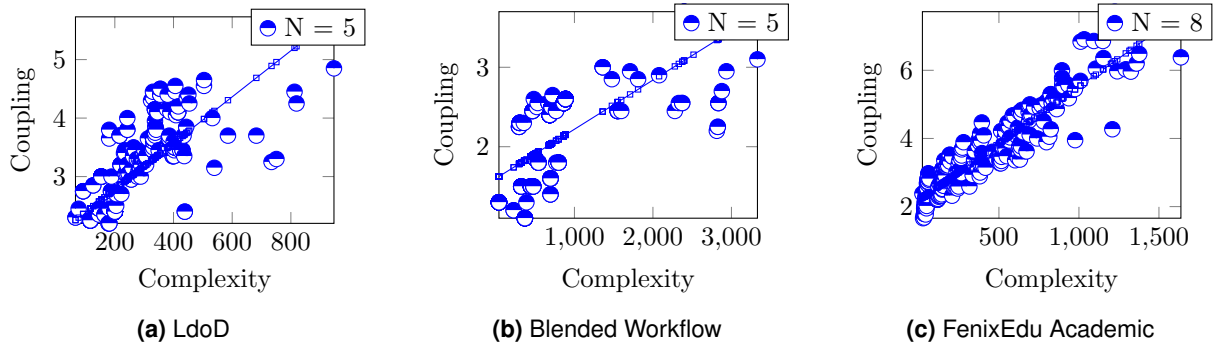 N = 5
5
4
3
Coupling
200
400
600
800
Complexity
(a) LdoD
N = 5
3
2
Coupling
1,000
2,000
3,000
Complexity
(b) Blended Workflow
N = 8
6
4
2
Coupling
500
1,000
1,500
Complexity
(c) FenixEdu Academic